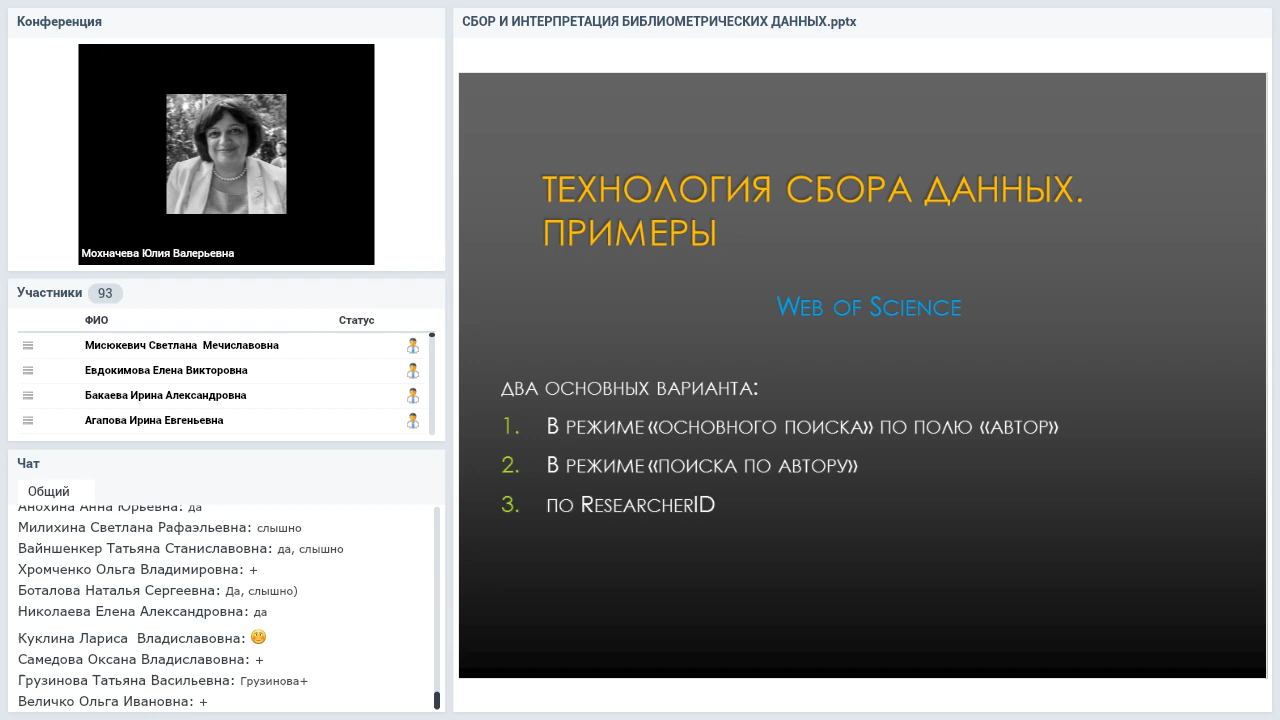 Конференция
Мохначева Юлия Валерьевна
Участники 93
ФИО Статус
Мисюкевич Светлана Мечиславовна
Евдокимова Елена Викторовна
Бакаева Ирина Александровна
Агапова Ирина Евгеньевна
Чат
Общий
Анохина Анна Юрьевна: да
Милихина Светлана Рафаэльевна: слышно
Вайншенкер Татьяна Станиславовна: да, слышно
Хромченко Ольга Владимировна: +
Боталова Наталья Сергеевна: Да, слышно)
Николаева Елена Александровна: да
Куклина Лариса Владиславовна:
Самедова Оксана Владиславовна: +
Грузинова Татьяна Васильевна: Грузинова+
Величко Ольга Ивановна: +
СБОР И ИНТЕРПРЕТАЦИЯ БИБЛИОМЕТРИЧЕСКИХ ДАННЫХ.pptx
ТЕХНОЛОГИЯ СБОРА ДАННЫХ.
ПРИМЕРЫ
Web of Science
два основных варианта:
1. В режиме «основного поиска» по полю «автор»
2. В режиме «поиска по автору»
3. по ResearcherID